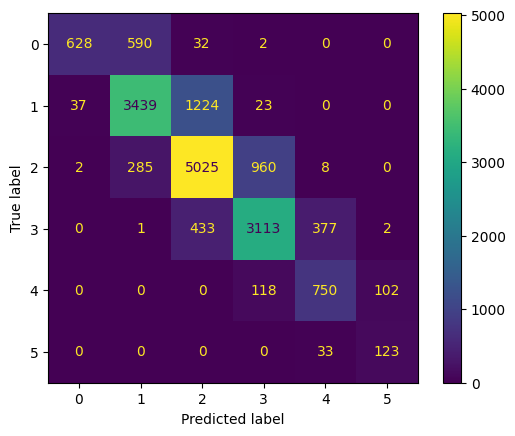 0 628 590 32 2 0 0
1 37 3439 1224 23 0 0
2 2 285 5025 960 8 0
3 0 1 433 3113 377 2
4 0 0 0 118 750 102
5 0 0 0 0 33 123
0 1 2 3 4 5
Predicted label
True label
5000
4000
3000
2000
1000
0